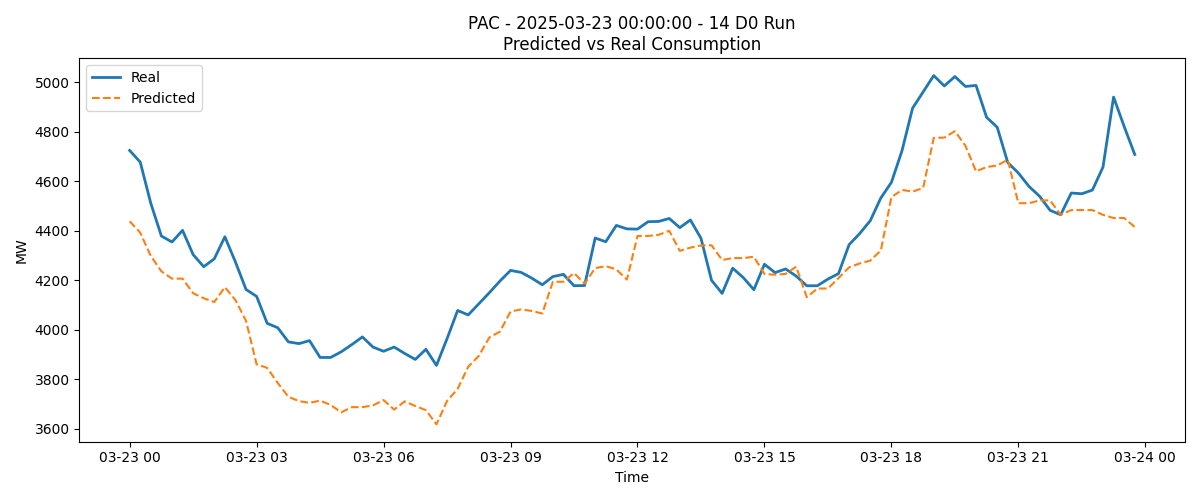 PAC - 2025-03-23 00:00:00 - 14 D0 Run
Predicted vs Real Consumption
Real
Predicted
5000
4800
4600
4400
4200
4000
3800
3600
MW
03-23 00 03-23 03 03-23 06 03-23 09 03-23 12 03-23 15 03-23 18 03-23 21 03-24 00
Time